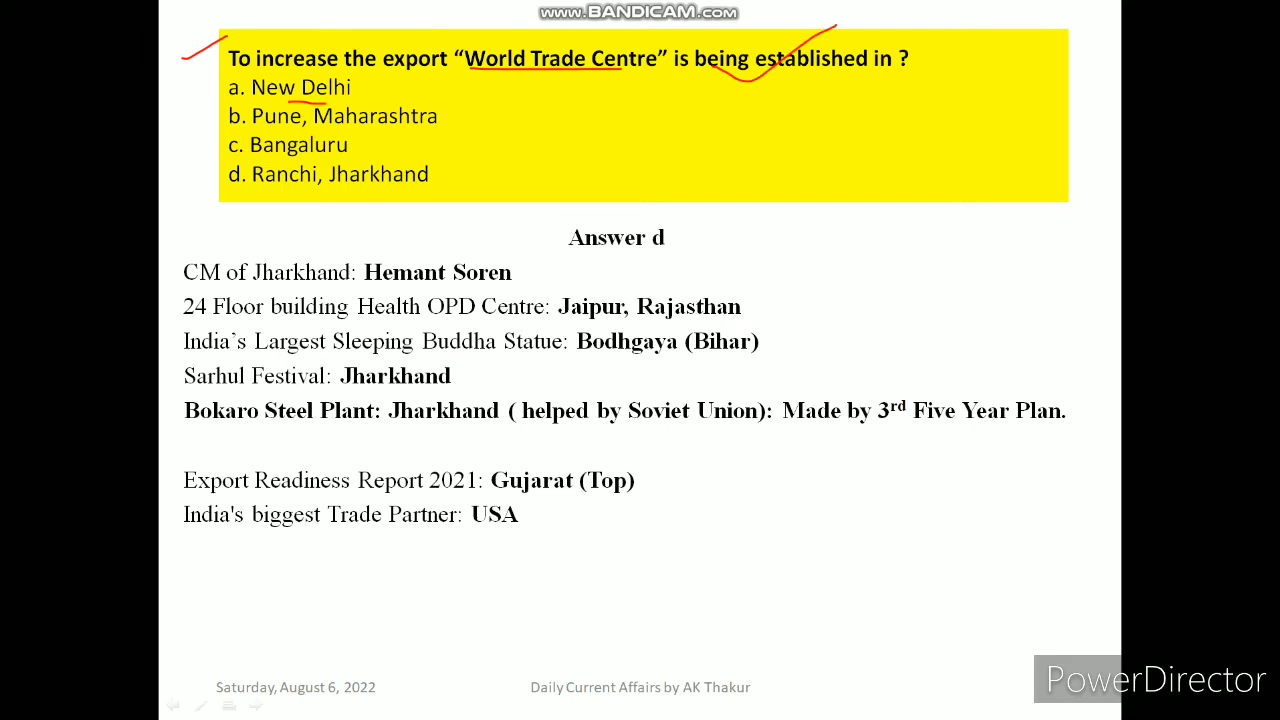 www.BANDICAM.com
To increase the export “World Trade Centre” is being established in ?
a. New Delhi
b. Pune, Maharashtra
c. Bangaluru
d. Ranchi, Jharkhand
Answer d
CM of Jharkhand: Hemant Soren
24 Floor building Health OPD Centre: Jaipur, Rajasthan
India`s Largest Sleeping Buddha Statue: Bodhgaya (Bihar)
Sarhul Festival: Jharkhand
Bokaro Steel Plant: Jharkhand ( helped by Soviet Union): Made by 3rd Five Year Plan.
Export Readiness Report 2021: Gujarat (Top)
India's biggest Trade Partner: USA
Saturday, August 6, 2022
Daily Current Affairs by AK Thakur
PowerDirector